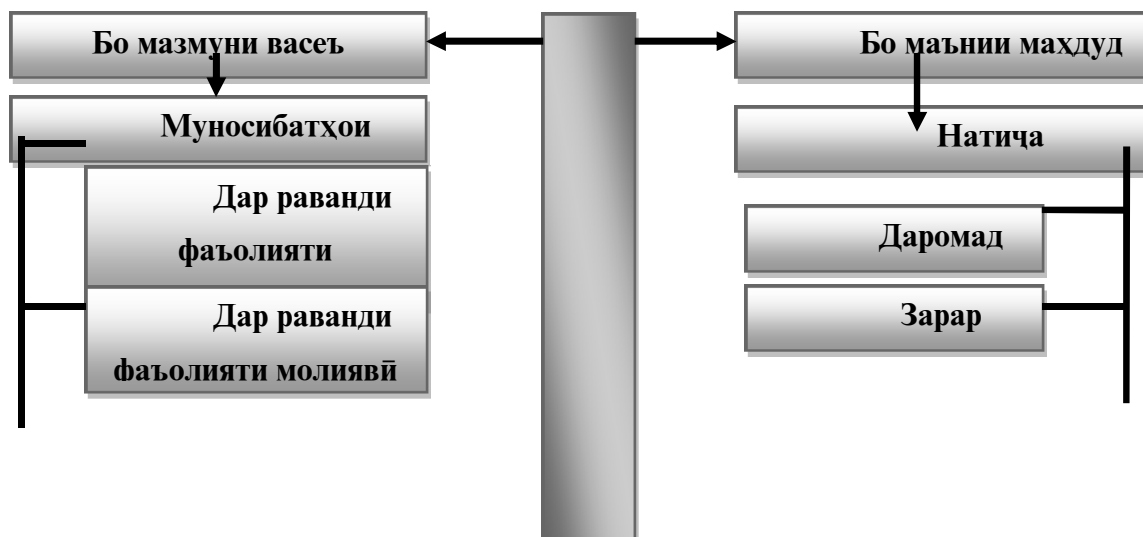 Бо мазмуни васеъ
Муносибатҳои
Дар раванди
фаъолияти
Дар раванди
фаъолияти молиявӣ
Бо маънии маҳдуд
Натиҷа
Даромад
Зарар